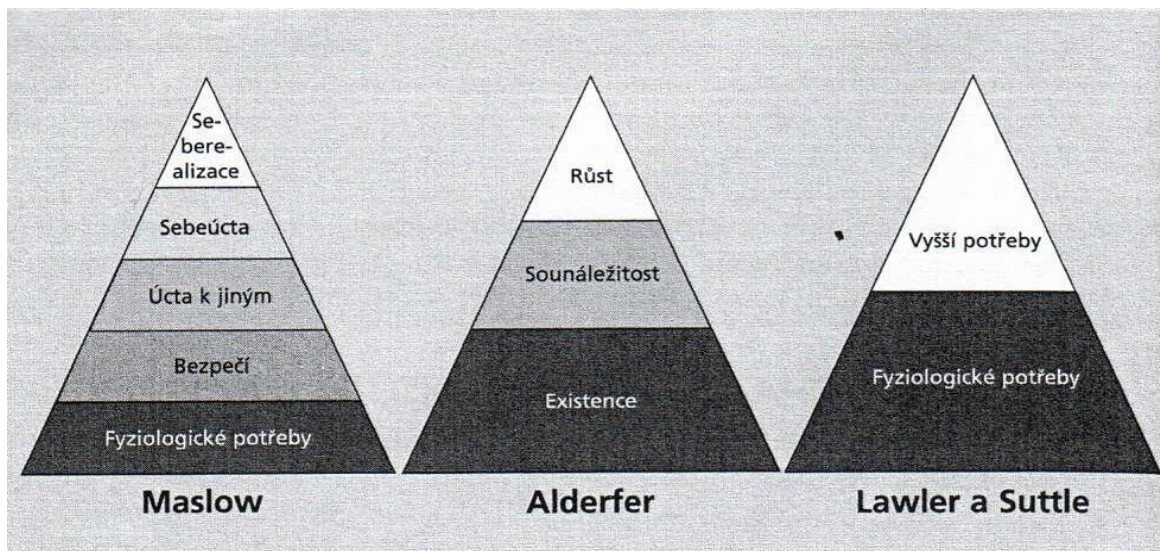 Se-
bere-
alizace
Sebeúcta
Úcta k jiným
Bezpečí
Fyziologické potřeby
Maslow
Růst
Sounáležitost
Existence
Alderfer
Vyšší potřeby
Fyziologické potřeby
Lawler a Suttle